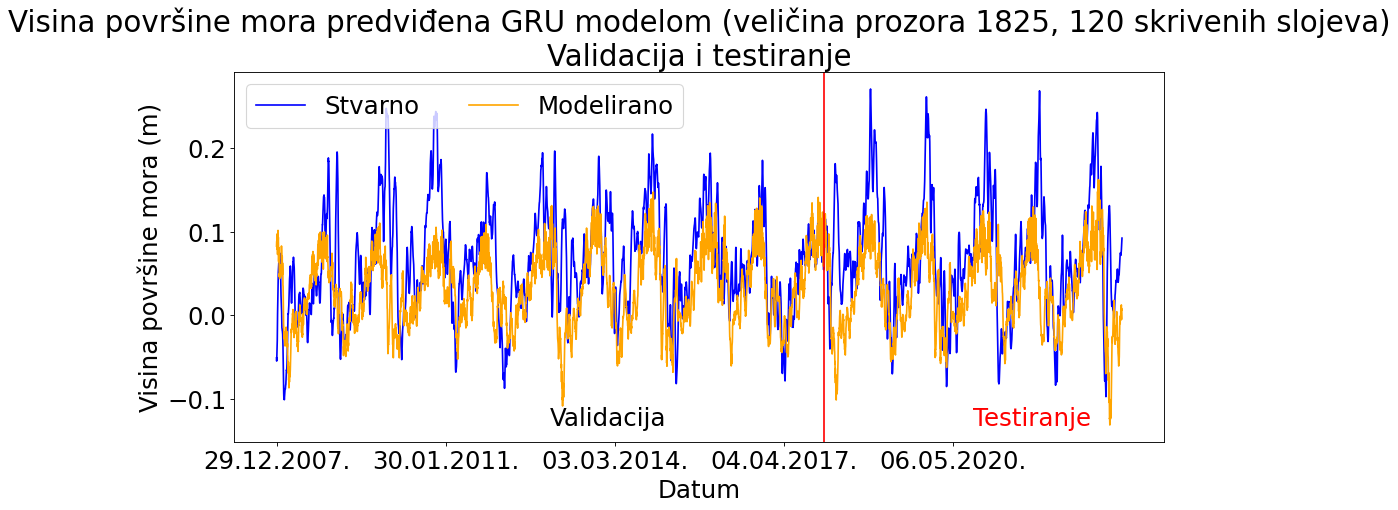 Visina površine mora predviđena GRU modelom (veličina prozora 1825, 120 skrivenih slojeva)
Validacija i testiranje
Stvarno Modelirano
Visina površine mora (m)
0.2
0.1
0.0
−0.1
Validacija Testiranje
29.12.2007. 30.01.2011. 03.03.2014. 04.04.2017. 06.05.2020.
Datum